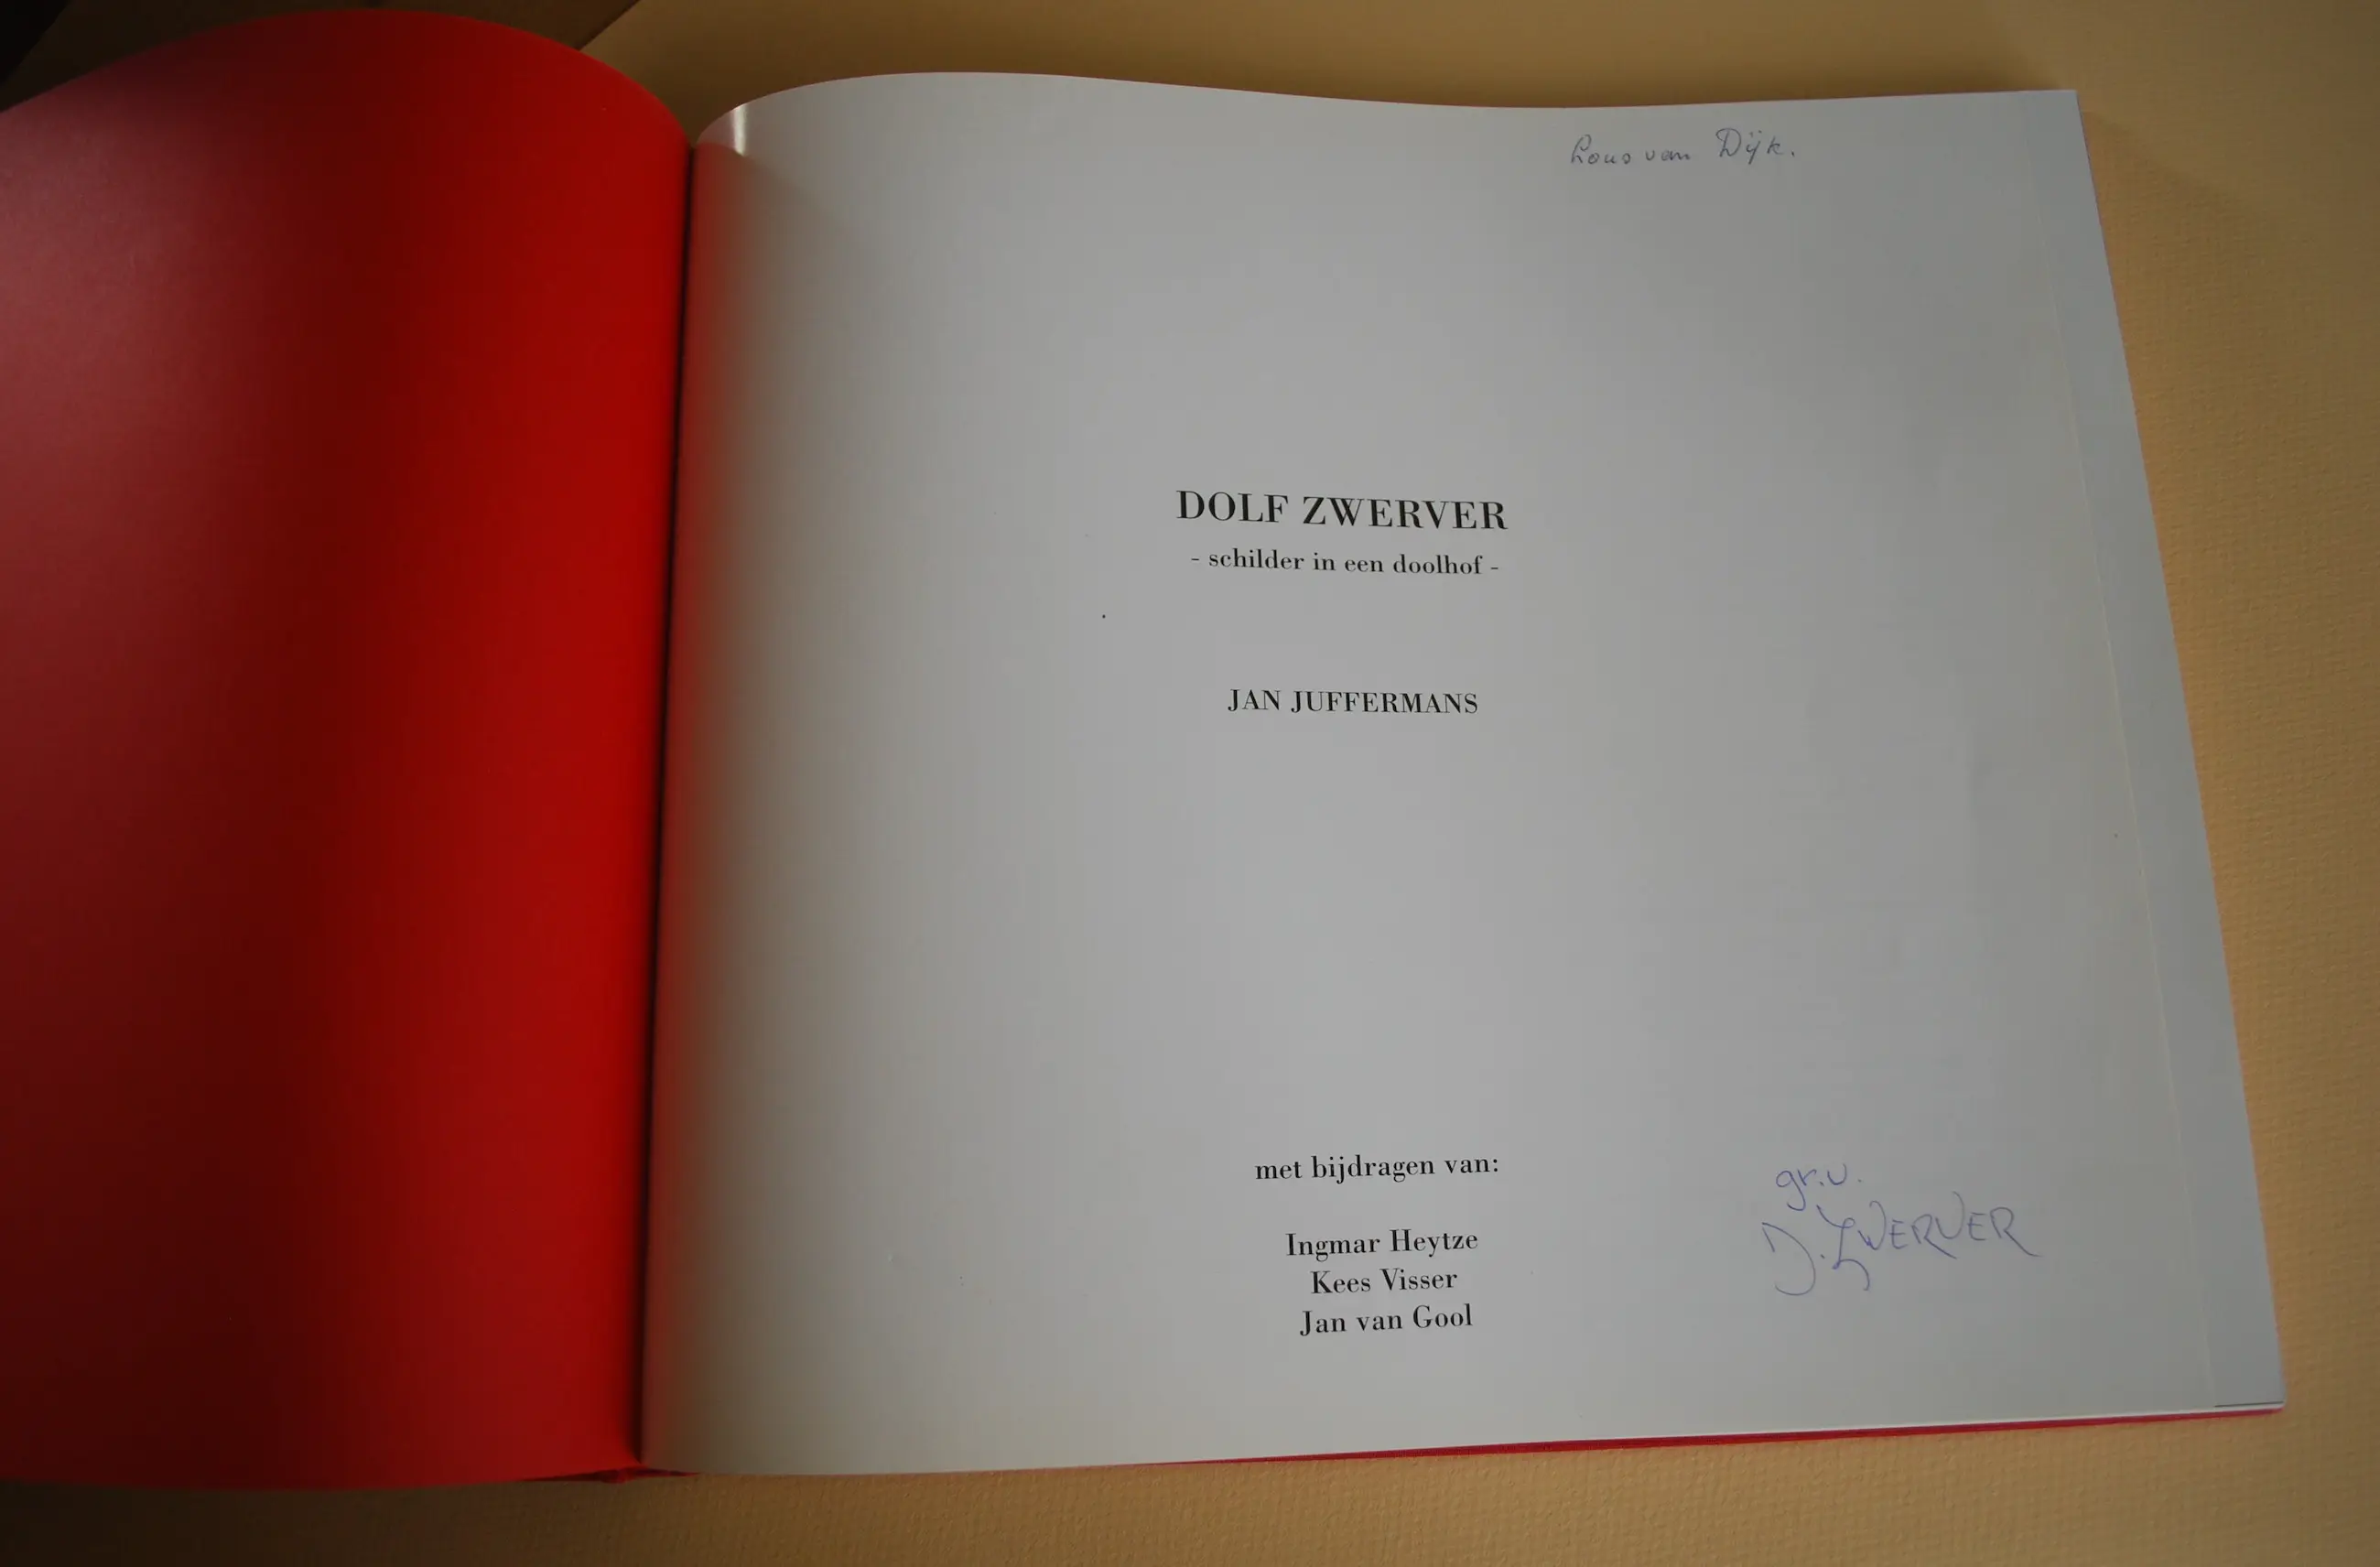 Lous van Dijk.
DOLF ZWERVER
- schilder in een doolhof -
JAN JUFFERMANS
met bijdragen van:
Ingmar Heytze
Kees Visser
Jan van Gool
gr.v.
D. ZWERVER